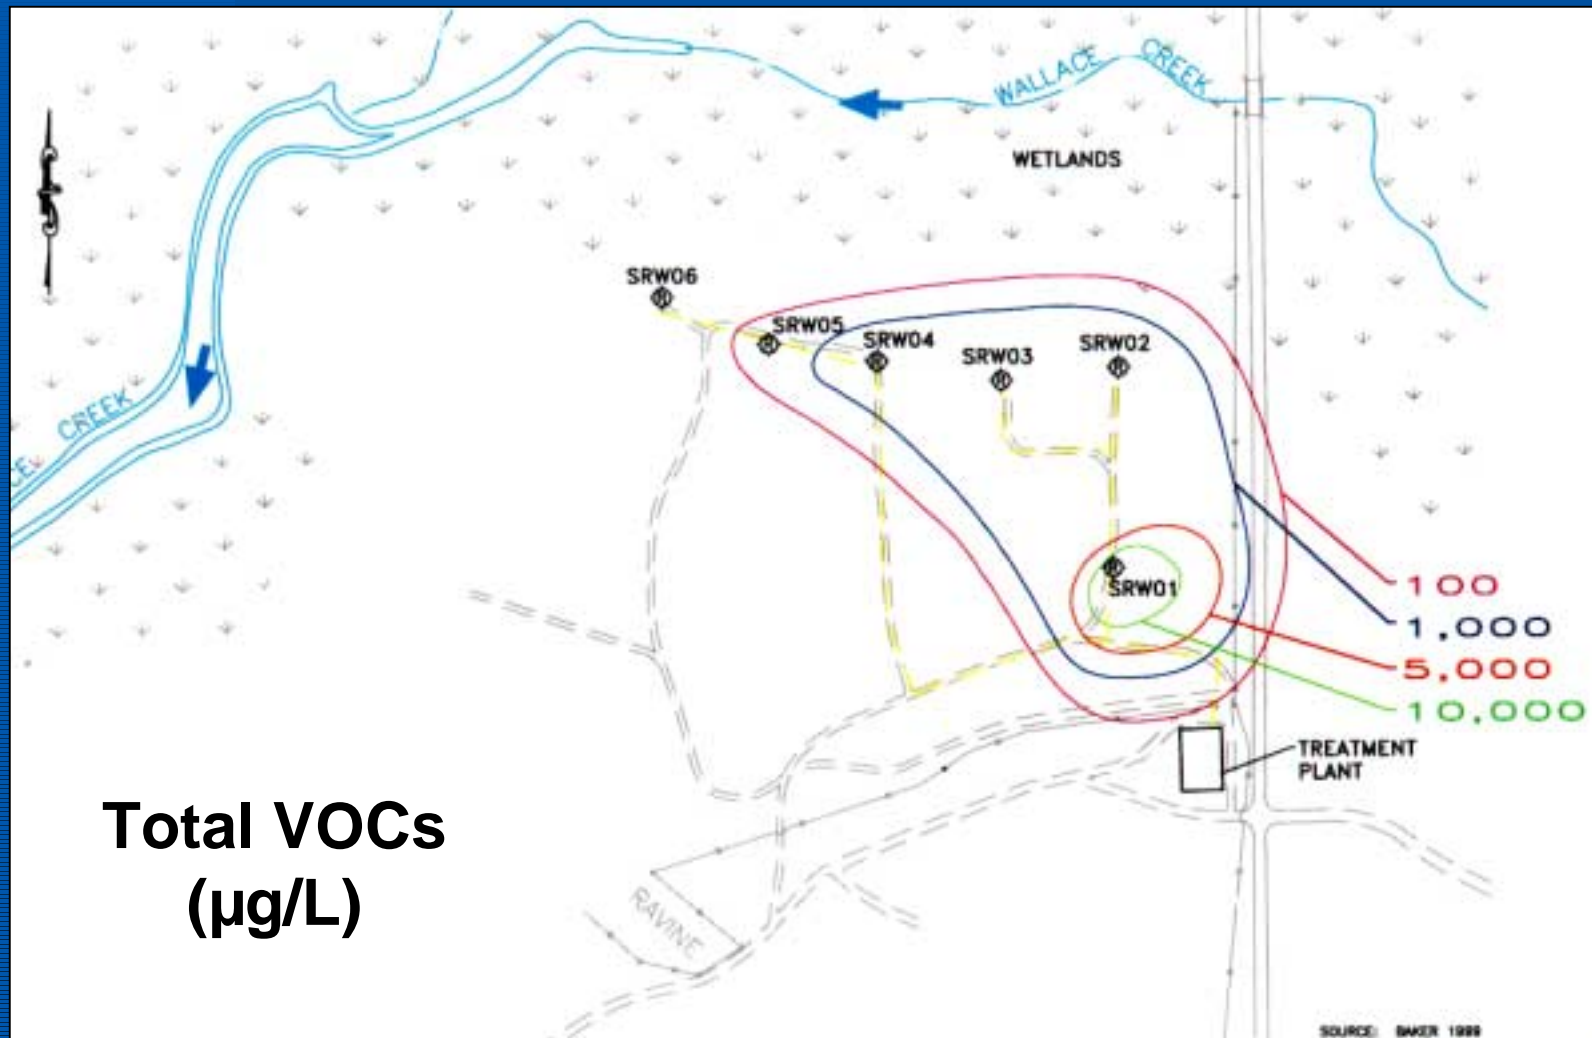 WALLACE CREEK
WETLANDS
SRW06
SRW05
SRW04
SRW03
SRW02
CREEK
SRW01
100
1,000
5,000
10,000
TREATMENT
PLANT
Total VOCs
(µg/L)
RAVINE
SOURCE: BAKER 1999